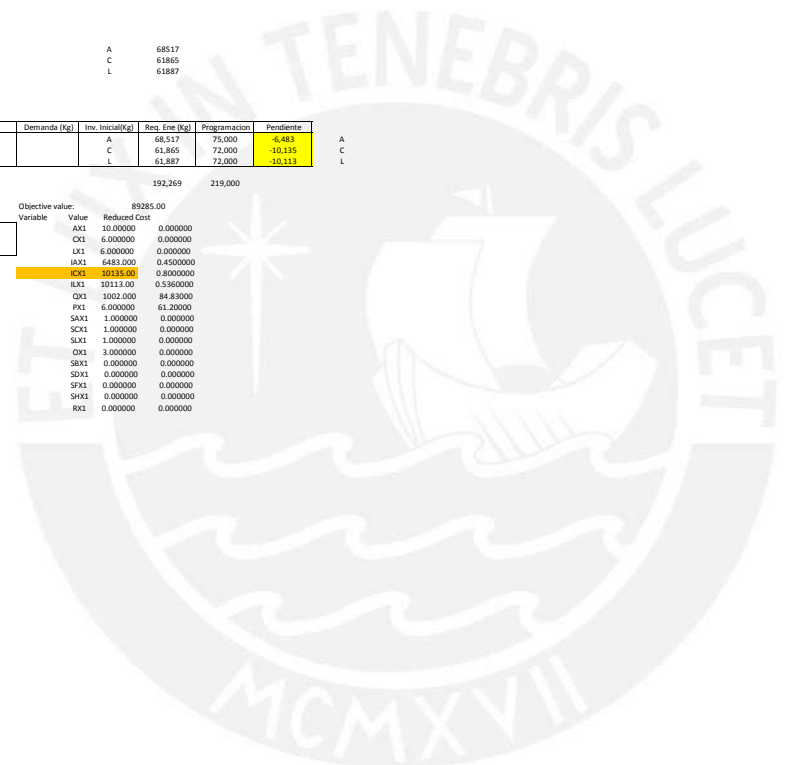 A 68517
C 61865
L 61887
Demanda (Kg) Inv. Inicial(Kg) Req. Ene (Kg) Programacion Pendiente
A 68,517 75,000 -6,483 A
C 61,865 72,000 -10,135 C
L 61,887 72,000 -10,113 L
192,269 219,000
Objective value: 89285.00
Variable Value Reduced Cost
AX1 10.00000 0.000000
CX1 6.000000 0.000000
LX1 6.000000 0.000000
IAX1 6483.000 0.4500000
ICX1 10135.00 0.8000000
ILX1 10113.00 0.5360000
QX1 1002.000 84.83000
PX1 6.000000 61.20000
SAX1 1.000000 0.000000
SCX1 1.000000 0.000000
SLX1 1.000000 0.000000
OX1 3.000000 0.000000
SBX1 0.000000 0.000000
SDX1 0.000000 0.000000
SFX1 0.000000 0.000000
SHX1 0.000000 0.000000
RX1 0.000000 0.000000
ET LUX IN TENEBRIS LUCET
MCMXVII